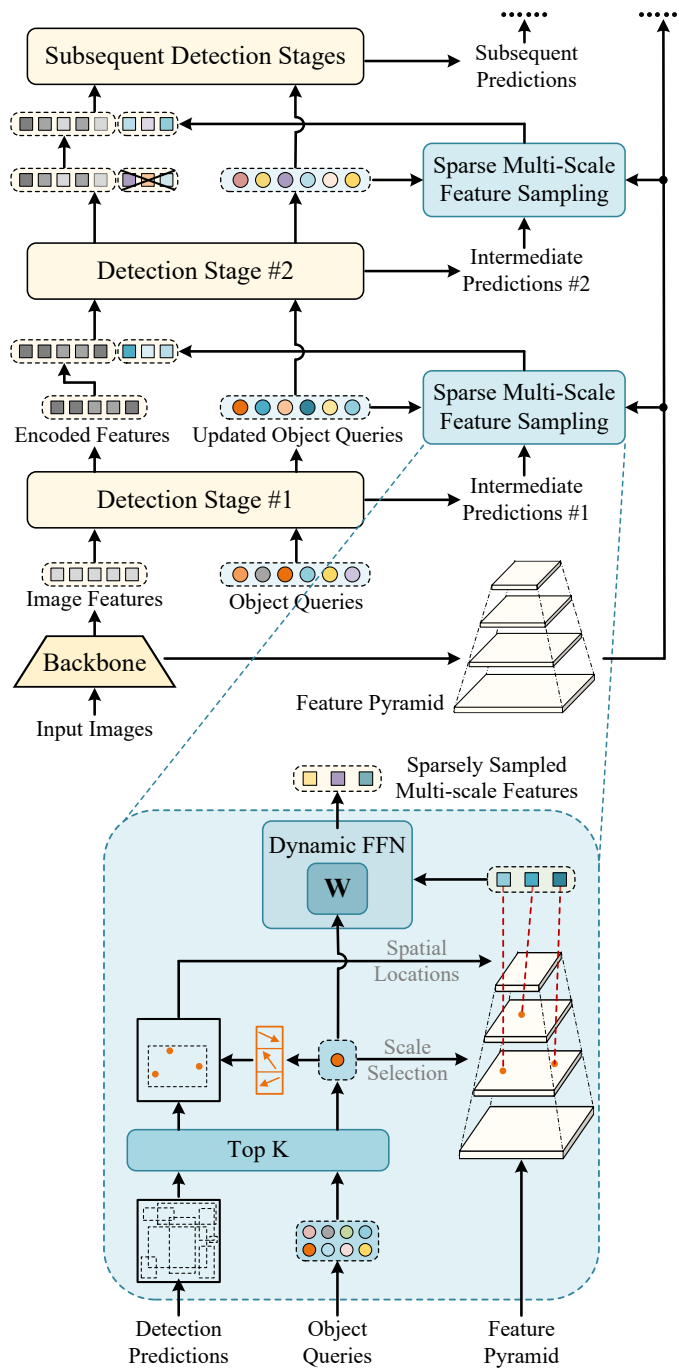 Subsequent Detection Stages
Subsequent
Predictions
Sparse Multi-Scale
Feature Sampling
Detection Stage #2
Intermediate
Predictions #2
Sparse Multi-Scale
Feature Sampling
Encoded Features
Updated Object Queries
Detection Stage #1
Intermediate
Predictions #1
Image Features
Object Queries
Backbone
Feature Pyramid
Input Images
Sparsely Sampled
Multi-scale Features
Dynamic FFN
W
Spatial
Locations
Scale
Selection
Top K
Detection
Predictions
Object
Queries
Feature
Pyramid